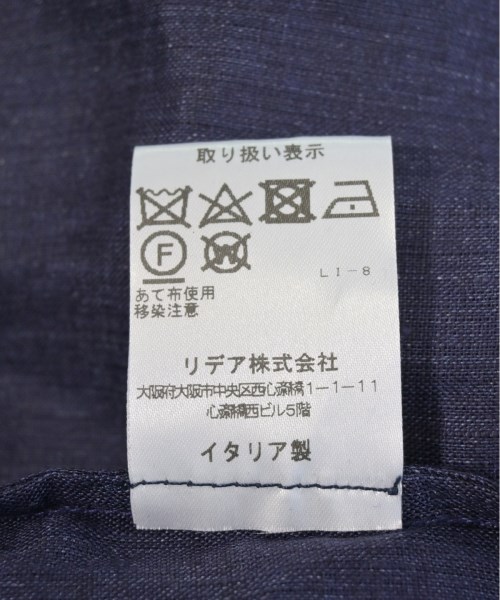 取り扱い表示
F W
LI-8
あて布使用
移染注意
リデア株式会社
大阪府大阪市中央区西心斎橋1-1-11
心斎橋西ビル5階
イタリア製